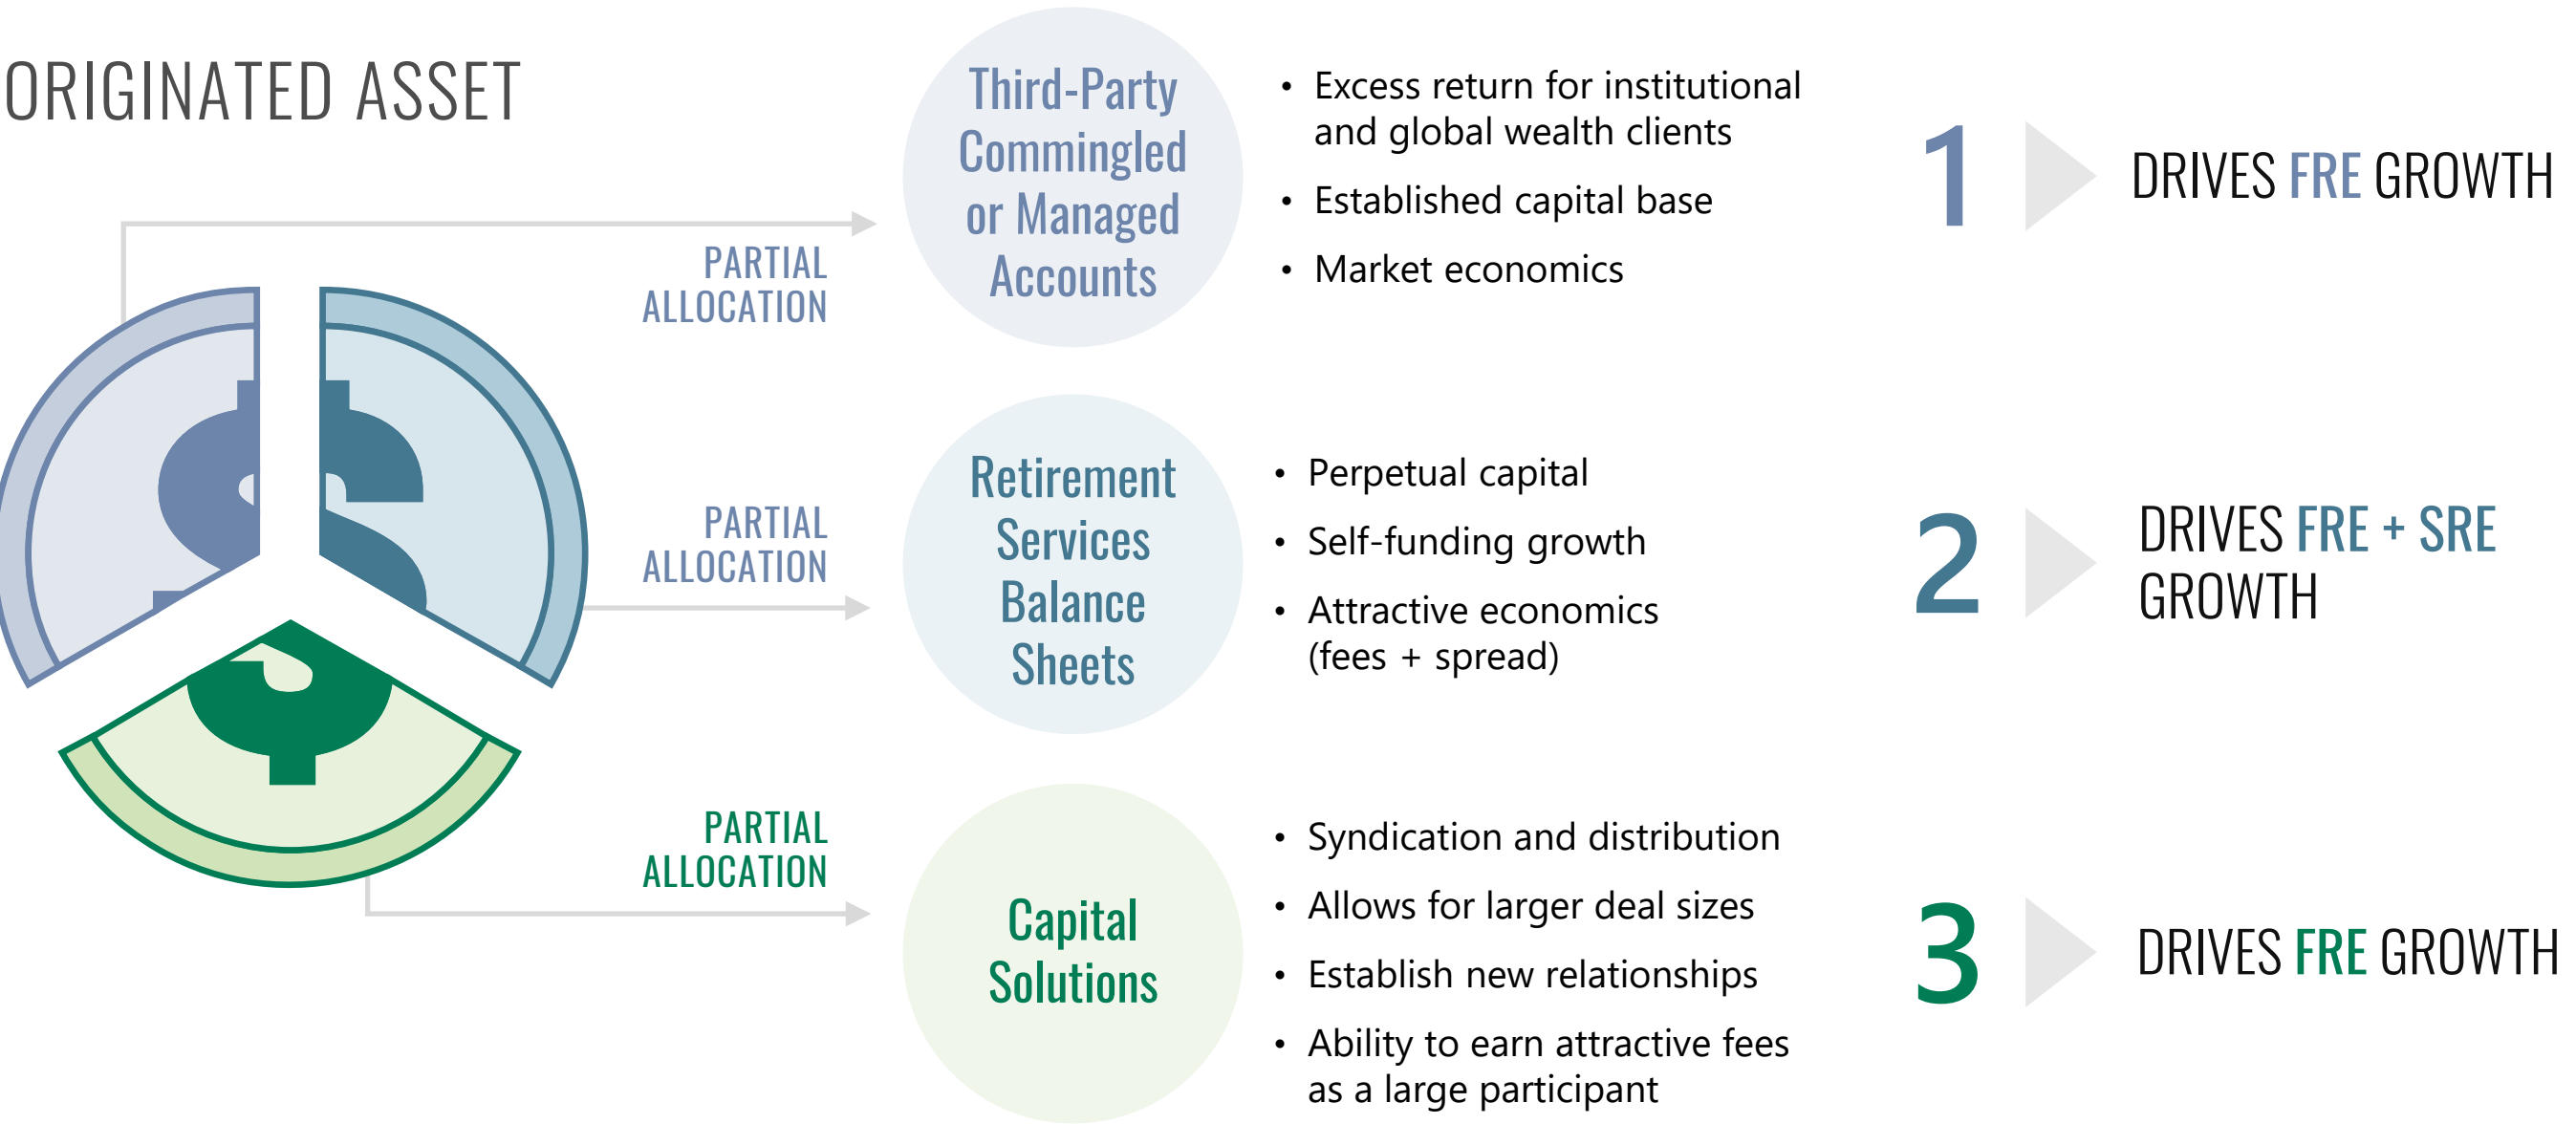 ORIGINATED ASSET
PARTIAL
ALLOCATION
Third-Party
Commingled
or Managed
Accounts
• Excess return for institutional
and global wealth clients
• Established capital base
• Market economics
1
DRIVES FRE GROWTH
PARTIAL
ALLOCATION
Retirement
Services
Balance
Sheets
• Perpetual capital
• Self-funding growth
• Attractive economics
(fees + spread)
2
DRIVES FRE + SRE
GROWTH
PARTIAL
ALLOCATION
Capital
Solutions
• Syndication and distribution
• Allows for larger deal sizes
• Establish new relationships
• Ability to earn attractive fees
as a large participant
3
DRIVES FRE GROWTH
$